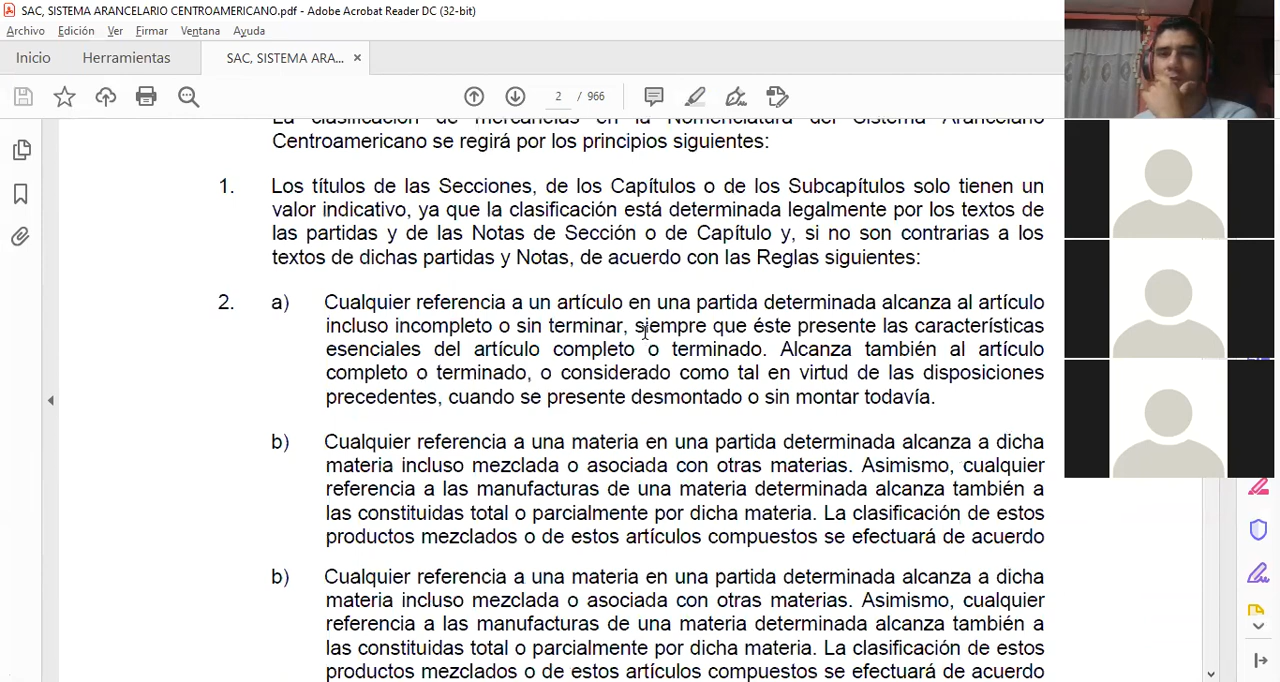 SAC, SISTEMA ARANCELARIO CENTROAMERICANO.pdf - Adobe Acrobat Reader DC (32-bit)
Archivo Edición Ver Firmar Ventana Ayuda
Inicio Herramientas SAC, SISTEMA ARA... ×
2 / 966
La clasificación de mercancías en la Nomenclatura del Sistema Arancelario
Centroamericano se regirá por los principios siguientes:
1. Los títulos de las Secciones, de los Capítulos o de los Subcapítulos solo tienen un
valor indicativo, ya que la clasificación está determinada legalmente por los textos de
las partidas y de las Notas de Sección o de Capítulo y, si no son contrarias a los
textos de dichas partidas y Notas, de acuerdo con las Reglas siguientes:
2. a) Cualquier referencia a un artículo en una partida determinada alcanza al artículo
incluso incompleto o sin terminar, siempre que éste presente las características
esenciales del artículo completo o terminado. Alcanza también al artículo
completo o terminado, o considerado como tal en virtud de las disposiciones
precedentes, cuando se presente desmontado o sin montar todavía.
b) Cualquier referencia a una materia en una partida determinada alcanza a dicha
materia incluso mezclada o asociada con otras materias. Asimismo, cualquier
referencia a las manufacturas de una materia determinada alcanza también a
las constituidas total o parcialmente por dicha materia. La clasificación de estos
productos mezclados o de estos artículos compuestos se efectuará de acuerdo
b) Cualquier referencia a una materia en una partida determinada alcanza a dicha
materia incluso mezclada o asociada con otras materias. Asimismo, cualquier
referencia a las manufacturas de una materia determinada alcanza también a
las constituidas total o parcialmente por dicha materia. La clasificación de estos
productos mezclados o de estos artículos compuestos se efectuará de acuerdo